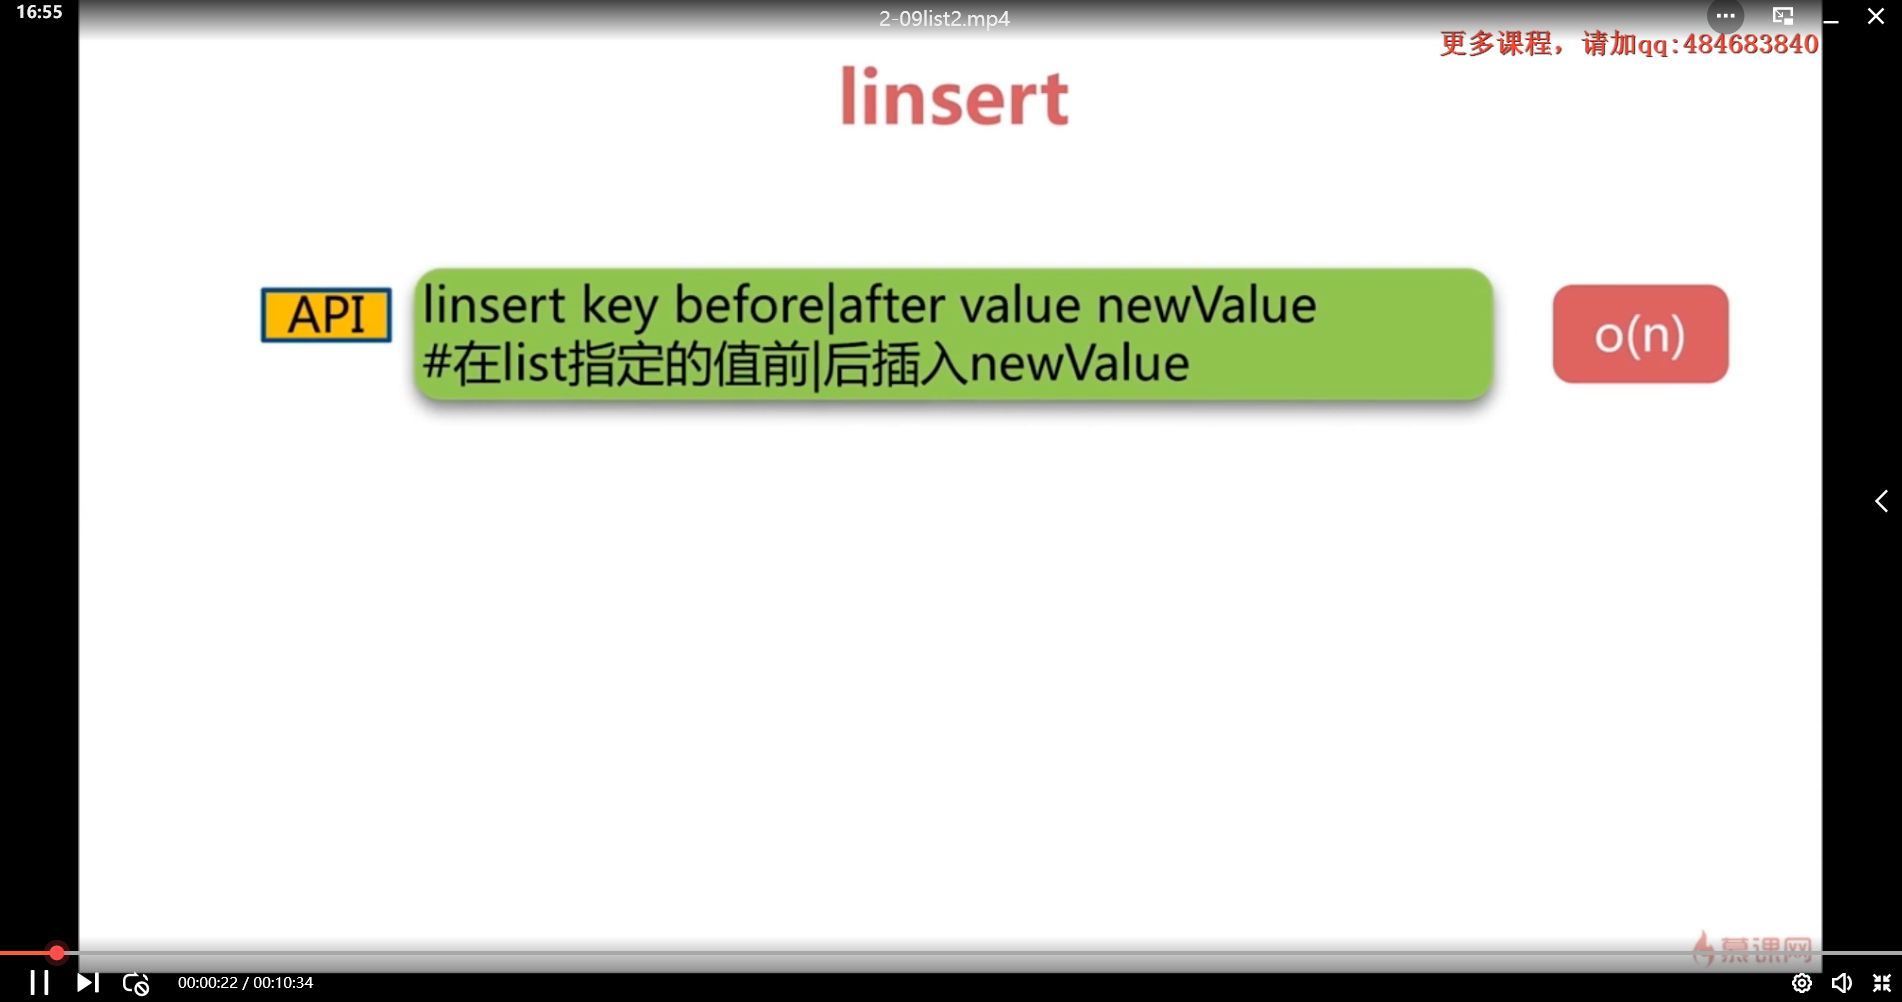 16:55
2-09list2.mp4
更多课程，请加qq:484683840
linsert
API
linsert key before|after value newValue
#在list指定的值前|后插入newValue
o(n)
慕课网
00:00:22 / 00:10:34